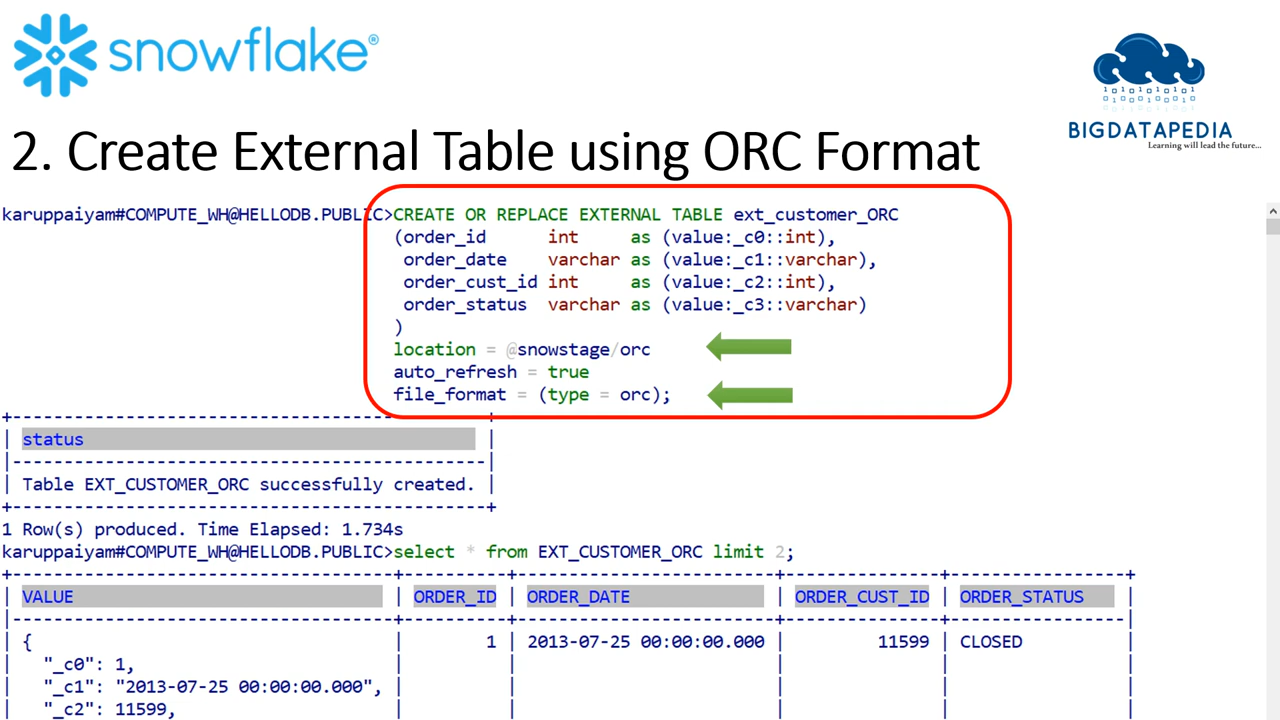 snowflake®
BIGDATAPEDIA
Learning will lead the future...
2. Create External Table using ORC Format
karuppaiyam#COMPUTE_WH@HELLODB.PUBLIC>CREATE OR REPLACE EXTERNAL TABLE ext_customer_ORC
(order_id      int     as (value:_c0::int),
 order_date    varchar as (value:_c1::varchar),
 order_cust_id int     as (value:_c2::int),
 order_status  varchar as (value:_c3::varchar)
)
location = @snowstage/orc
auto_refresh = true
file_format = (type = orc);
+----------------------------------------------+
| status                                       |
|----------------------------------------------|
| Table EXT_CUSTOMER_ORC successfully created. |
+----------------------------------------------+
1 Row(s) produced. Time Elapsed: 1.734s
karuppaiyam#COMPUTE_WH@HELLODB.PUBLIC>select * from EXT_CUSTOMER_ORC limit 2;
+-------------------------------------+----------+-------------------------+---------------+----------------+
| VALUE                               | ORDER_ID | ORDER_DATE              | ORDER_CUST_ID | ORDER_STATUS   |
|-------------------------------------+----------+-------------------------+---------------+----------------|
| {                                   |        1 | 2013-07-25 00:00:00.000 |         11599 | CLOSED         |
|   "_c0": 1,                         |          |                         |               |                |
|   "_c1": "2013-07-25 00:00:00.000", |          |                         |               |                |
|   "_c2": 11599,                     |          |                         |               |                |